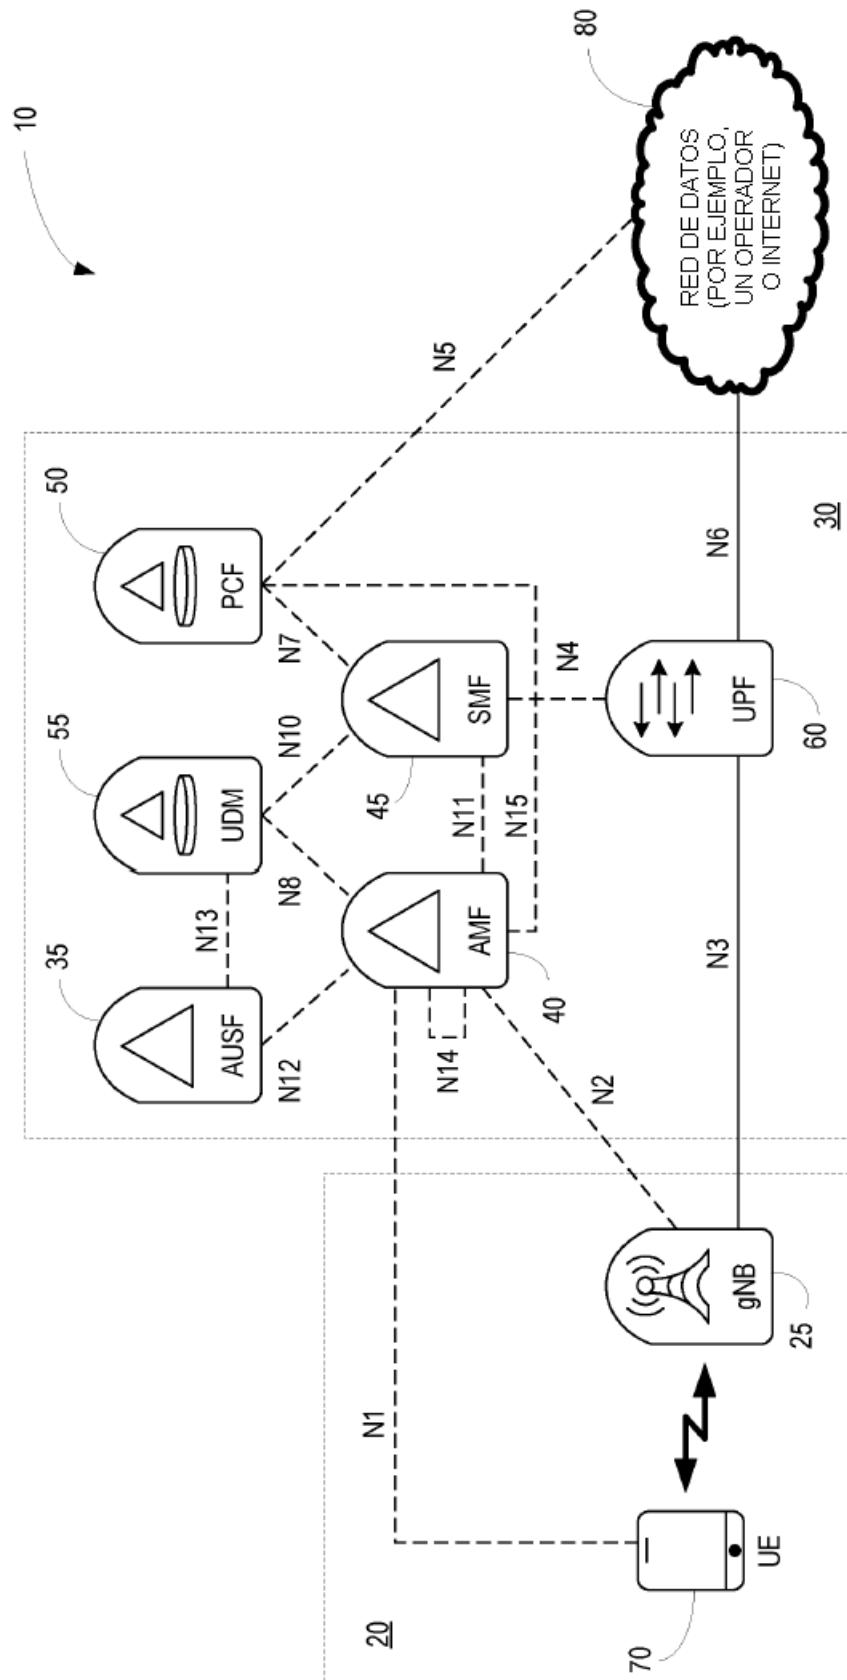 10
35
55
50
N13
AUSF
UDM
PCF
N12
N8
N10
N7
N1
20
45
N14
N5
N11
AMF
SMF
N15
40
N4
80
N2
70
RED DE DATOS
(POR EJEMPLO,
UN OPERADOR
O INTERNET)
N3
N6
gNB
UPF
UE
25
60
30